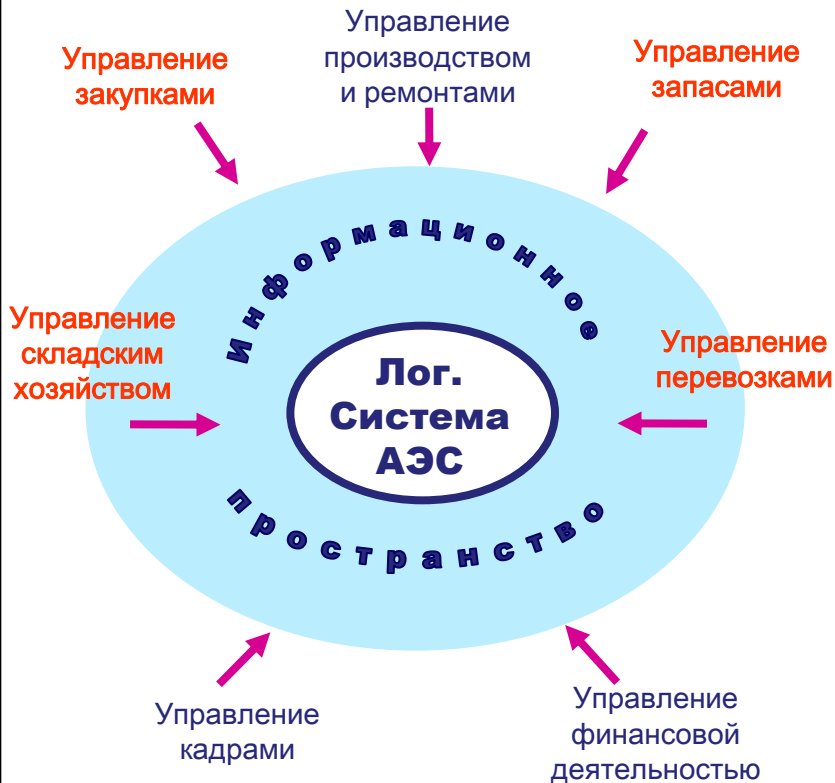 Управление
закупками
Управление
производством
и ремонтами
Управление
запасами
Информационное
Управление
складским
хозяйством
Лог.
Система
АЭС
Управление
перевозками
пространство
Управление
кадрами
Управление
финансовой
деятельностью